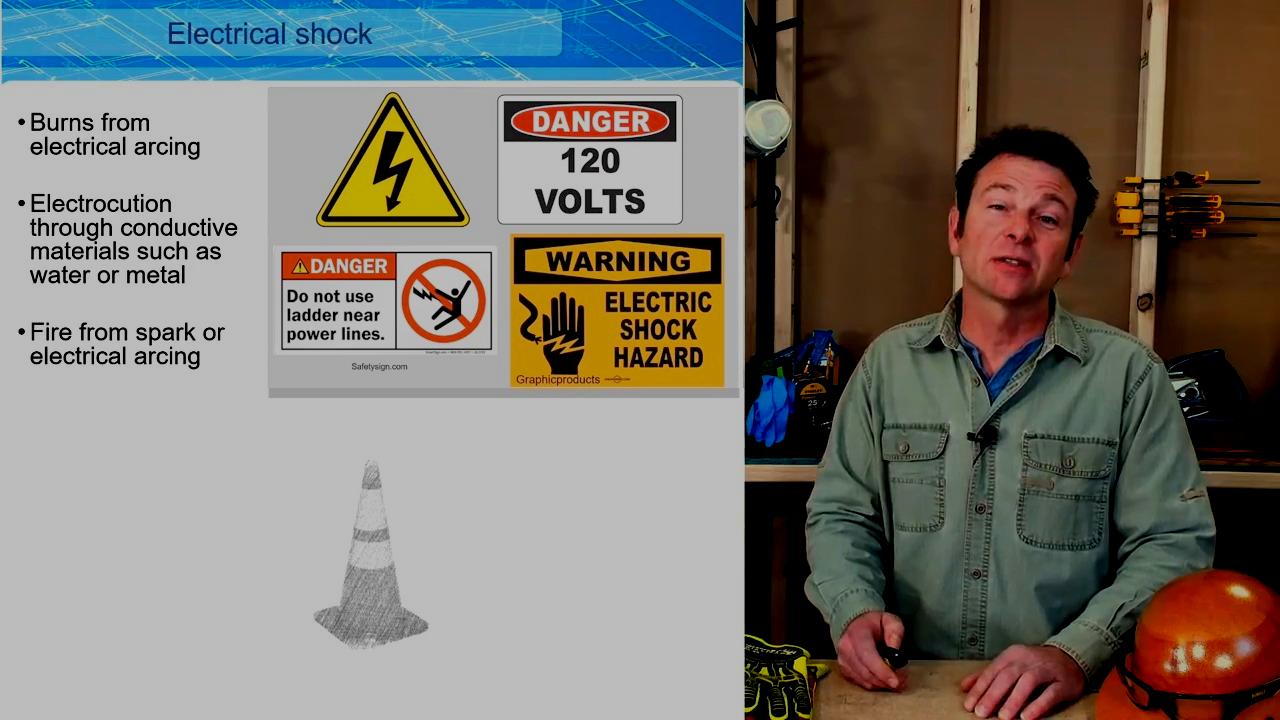 Electrical shock
• Burns from
electrical arcing
• Electrocution
through conductive
materials such as
water or metal
• Fire from spark or
electrical arcing
DANGER
120
VOLTS
DANGER
Do not use
ladder near
power lines.
Safetysign.com
WARNING
ELECTRIC
SHOCK
HAZARD
Graphicproducts
25